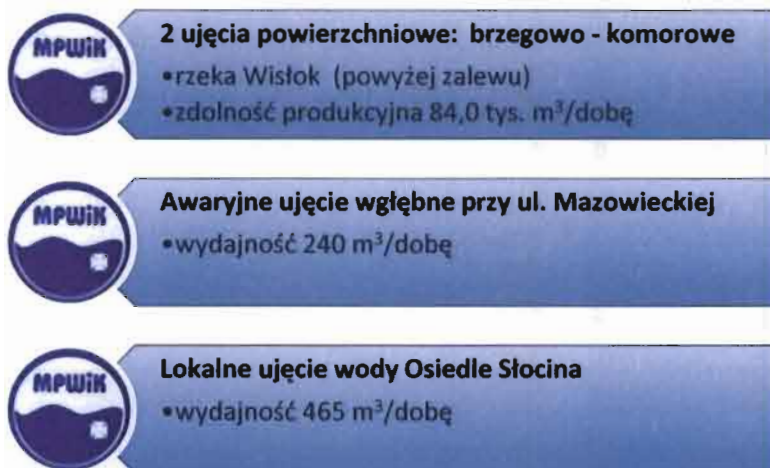 MPWiK
2 ujęcia powierzchniowe: brzegowo - komorowe
•rzeka Wisłok (powyżej zalewu)
•zdolność produkcyjna 84,0 tys. m³/dobę
MPWiK
Awaryjne ujęcie wgłębne przy ul. Mazowieckiej
•wydajność 240 m³/dobę
MPWiK
Lokalne ujęcie wody Osiedle Słocina
•wydajność 465 m³/dobę